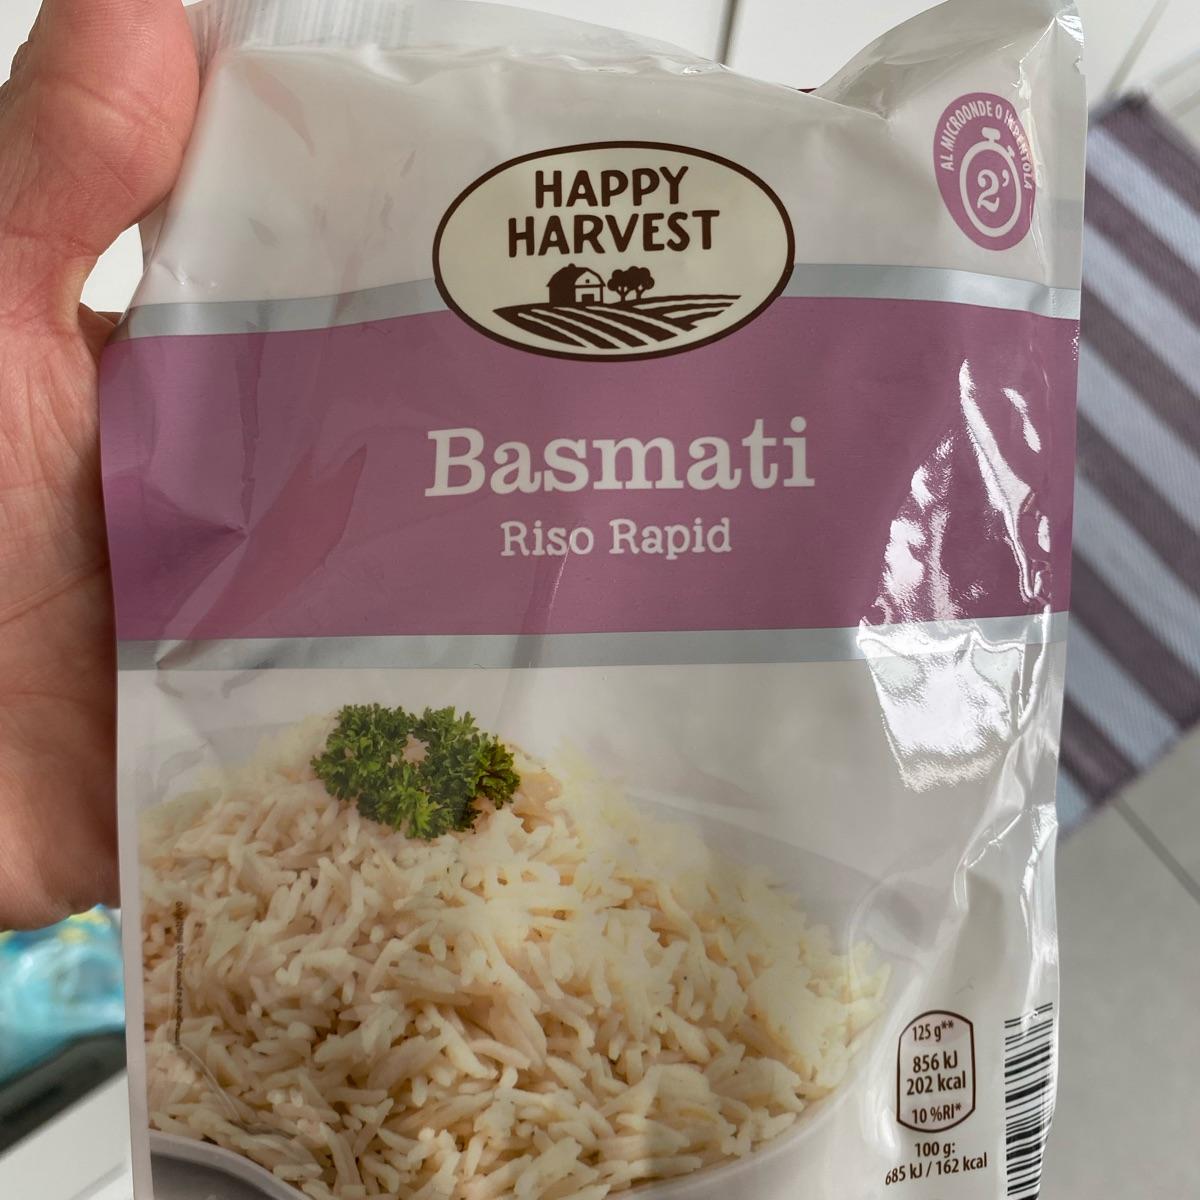 HAPPY
HARVEST
AL MICROONDE O IN PENTOLA
2'
Basmati
Riso Rapid
125 g**
856 kJ
202 kcal
10 %RI*
100 g:
685 kJ / 162 kcal